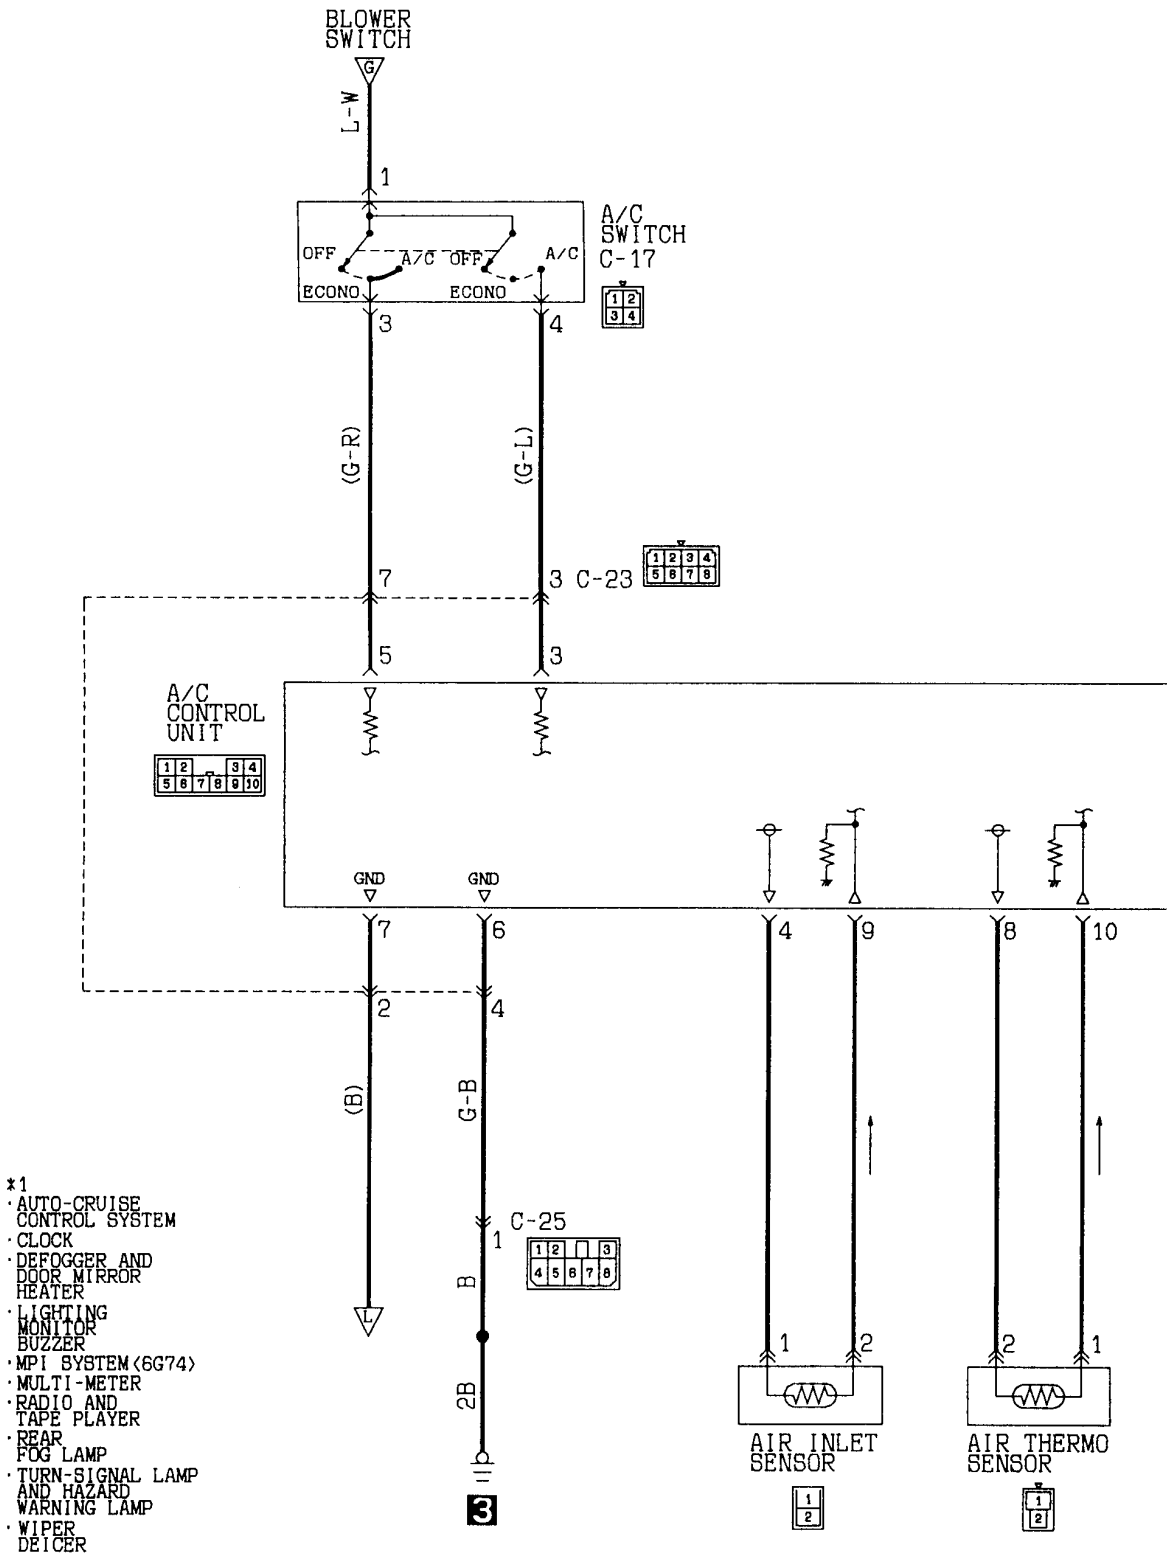 BLOWER
SWITCH
G
L-W
1
A/C
SWITCH
C-17
OFF
A/C
OFF
A/C
ECONO
ECONO
1 2
3 4
3
4
(G-R)
(G-L)
7
3
C-23
1 2 3 4
5 6 7 8
5
3
A/C
CONTROL
UNIT
1 2 3 4
5 6 7 8 9 10
GND
GND
7
6
4
9
8
10
2
4
(B)
G-B
*1
·AUTO-CRUISE
CONTROL SYSTEM
·CLOCK
·DEFOGGER AND
DOOR MIRROR
HEATER
·LIGHTING
MONITOR
BUZZER
·MPI SYSTEM<6G74>
·MULTI-METER
·RADIO AND
TAPE PLAYER
·REAR
FOG LAMP
·TURN-SIGNAL LAMP
AND HAZARD
WARNING LAMP
·WIPER
DEICER
C-25
1
1 2 3
4 5 6 7 8
B
L
2B
3
1
2
2
1
AIR INLET
SENSOR
1
2
AIR THERMO
SENSOR
1
2